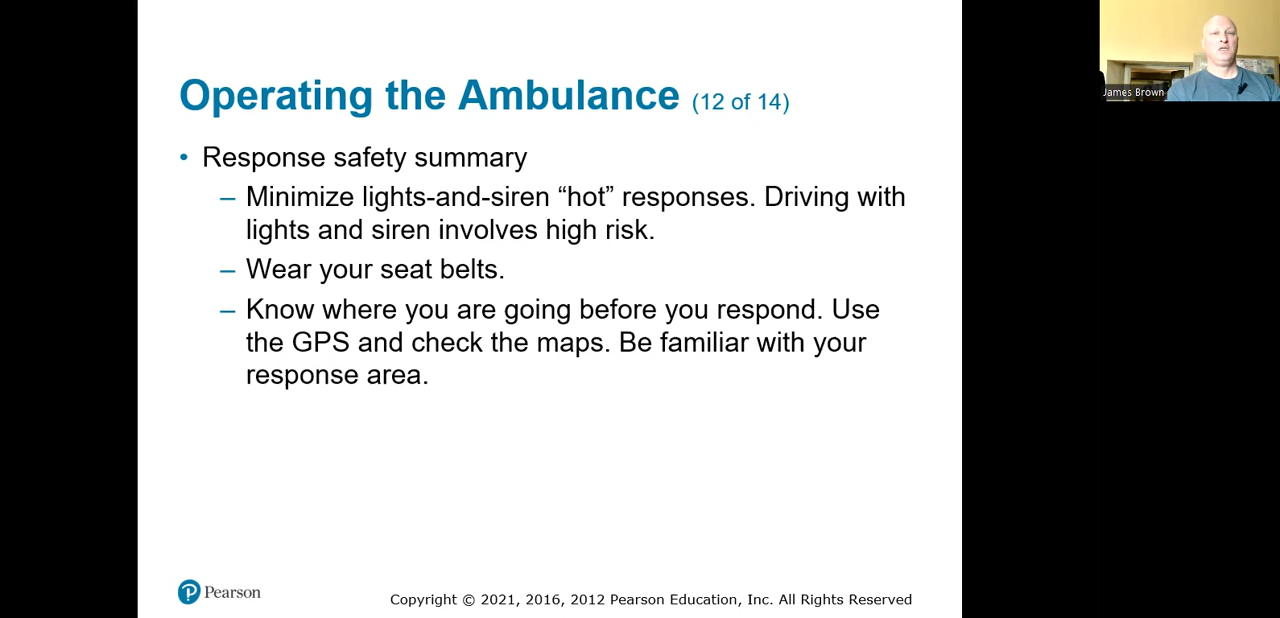 Operating the Ambulance (12 of 14)
• Response safety summary
– Minimize lights-and-siren “hot” responses. Driving with
lights and siren involves high risk.
– Wear your seat belts.
– Know where you are going before you respond. Use
the GPS and check the maps. Be familiar with your
response area.
Pearson
Copyright © 2021, 2016, 2012 Pearson Education, Inc. All Rights Reserved
James Brown